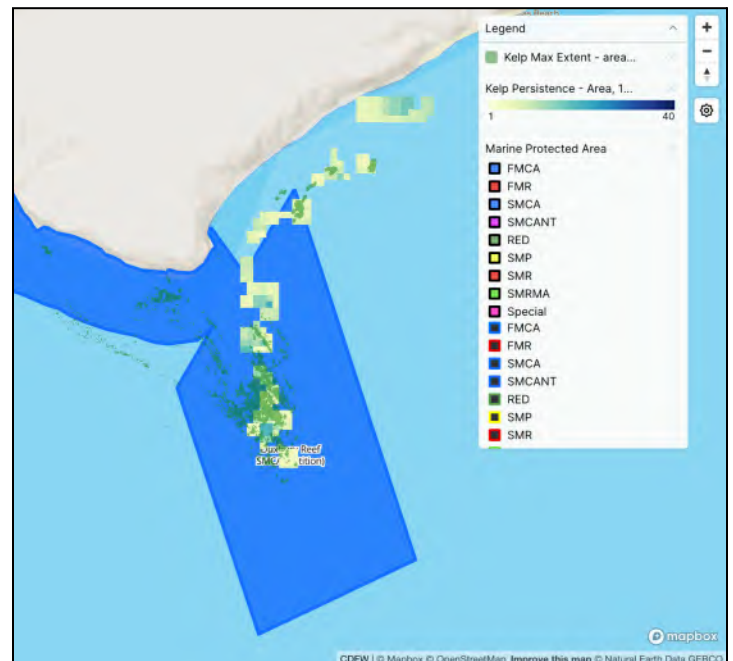 Legend
Kelp Max Extent - area...
Kelp Persistence - Area, 1...
1 40
Marine Protected Area
FMCA
FMR
SMCA
SMCANT
RED
SMP
SMR
SMRMA
Special
FMCA
FMR
SMCA
SMCANT
RED
SMP
SMR
Reef
mapbox
CDFW | © Mapbox © OpenStreetMap Improve this map © Natural Earth Data GEBCO